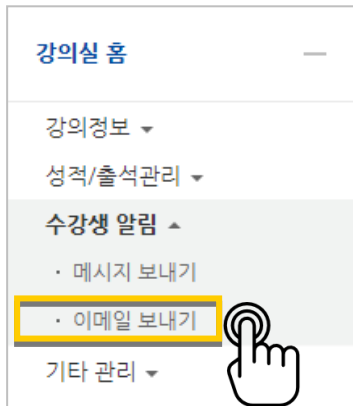 강의실 홈
강의정보
성적/출석관리
수강생 알림
· 메시지 보내기
· 이메일 보내기
기타 관리